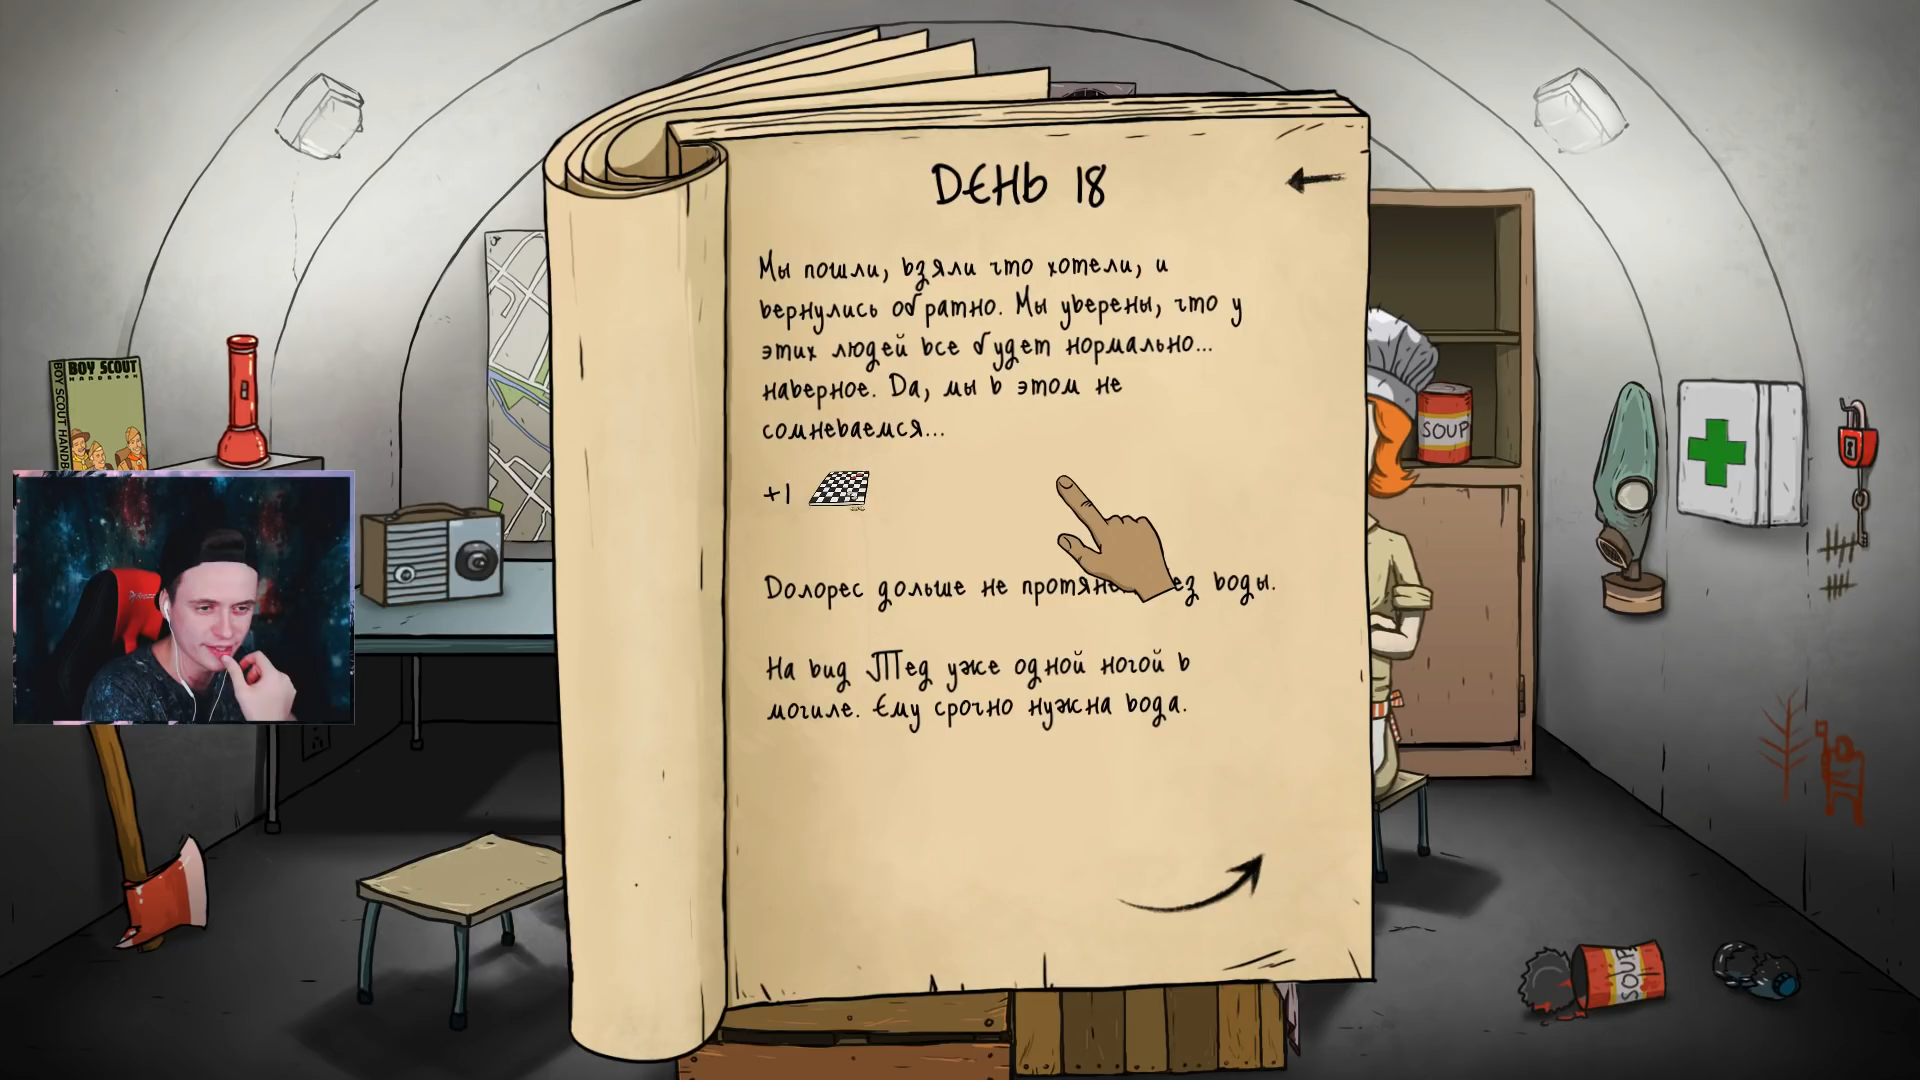 ДЕНЬ 18
Мы пошли, взяли что хотели, и
вернулись обратно. Мы уверены, что у
этих людей все будет нормально...
наверное. Да, мы в этом не
сомневаемся...
+1
Долорес дольше не воды.
На вид Тед уже одной ногой в
могиле. Ему срочно нужна вода.
BOY SCOUT
HANDBOOK
BOY SCOUT HANDB
SOUP
SOUP